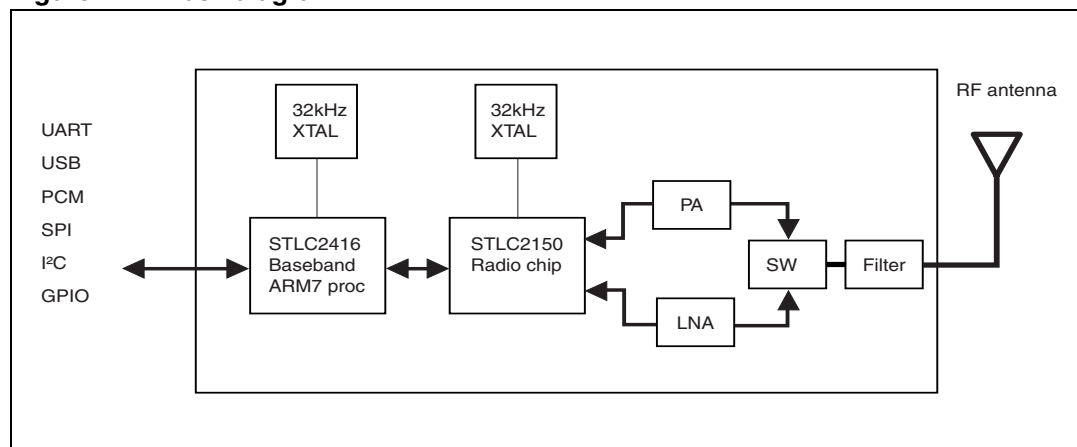 RF antenna
UART
USB
PCM
SPI
I²C
GPIO
32kHz
XTAL
32kHz
XTAL
STLC2416
Baseband
ARM7 proc
STLC2150
Radio chip
PA
LNA
SW
Filter